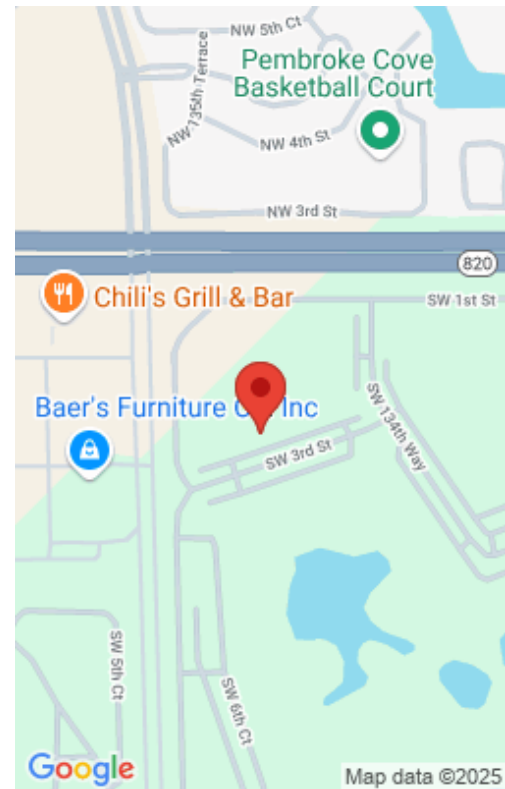 NW 5th Ct
Pembroke Cove
Basketball Court
NW 135th Terrace
NW 4th St
NW 3rd St
820
Chili's Grill & Bar
SW 1st St
Baer's Furniture Inc
SW 134th Way
SW 3rd St
SW 5th Ct
SW 6th Ct
Google
Map data ©2025